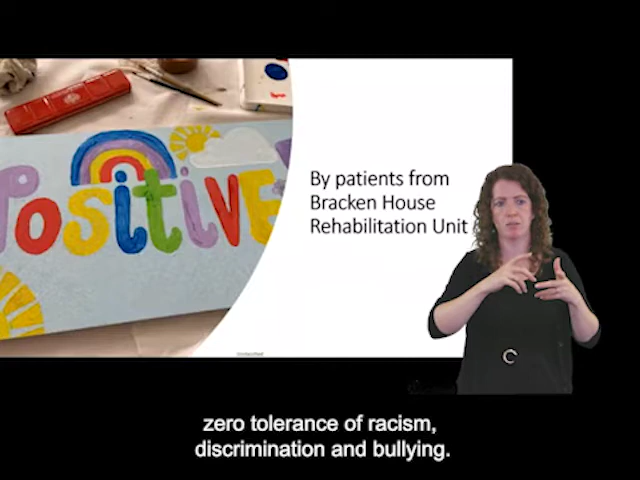 Positive
By patients from
Bracken House
Rehabilitation Unit
zero tolerance of racism,
discrimination and bullying.